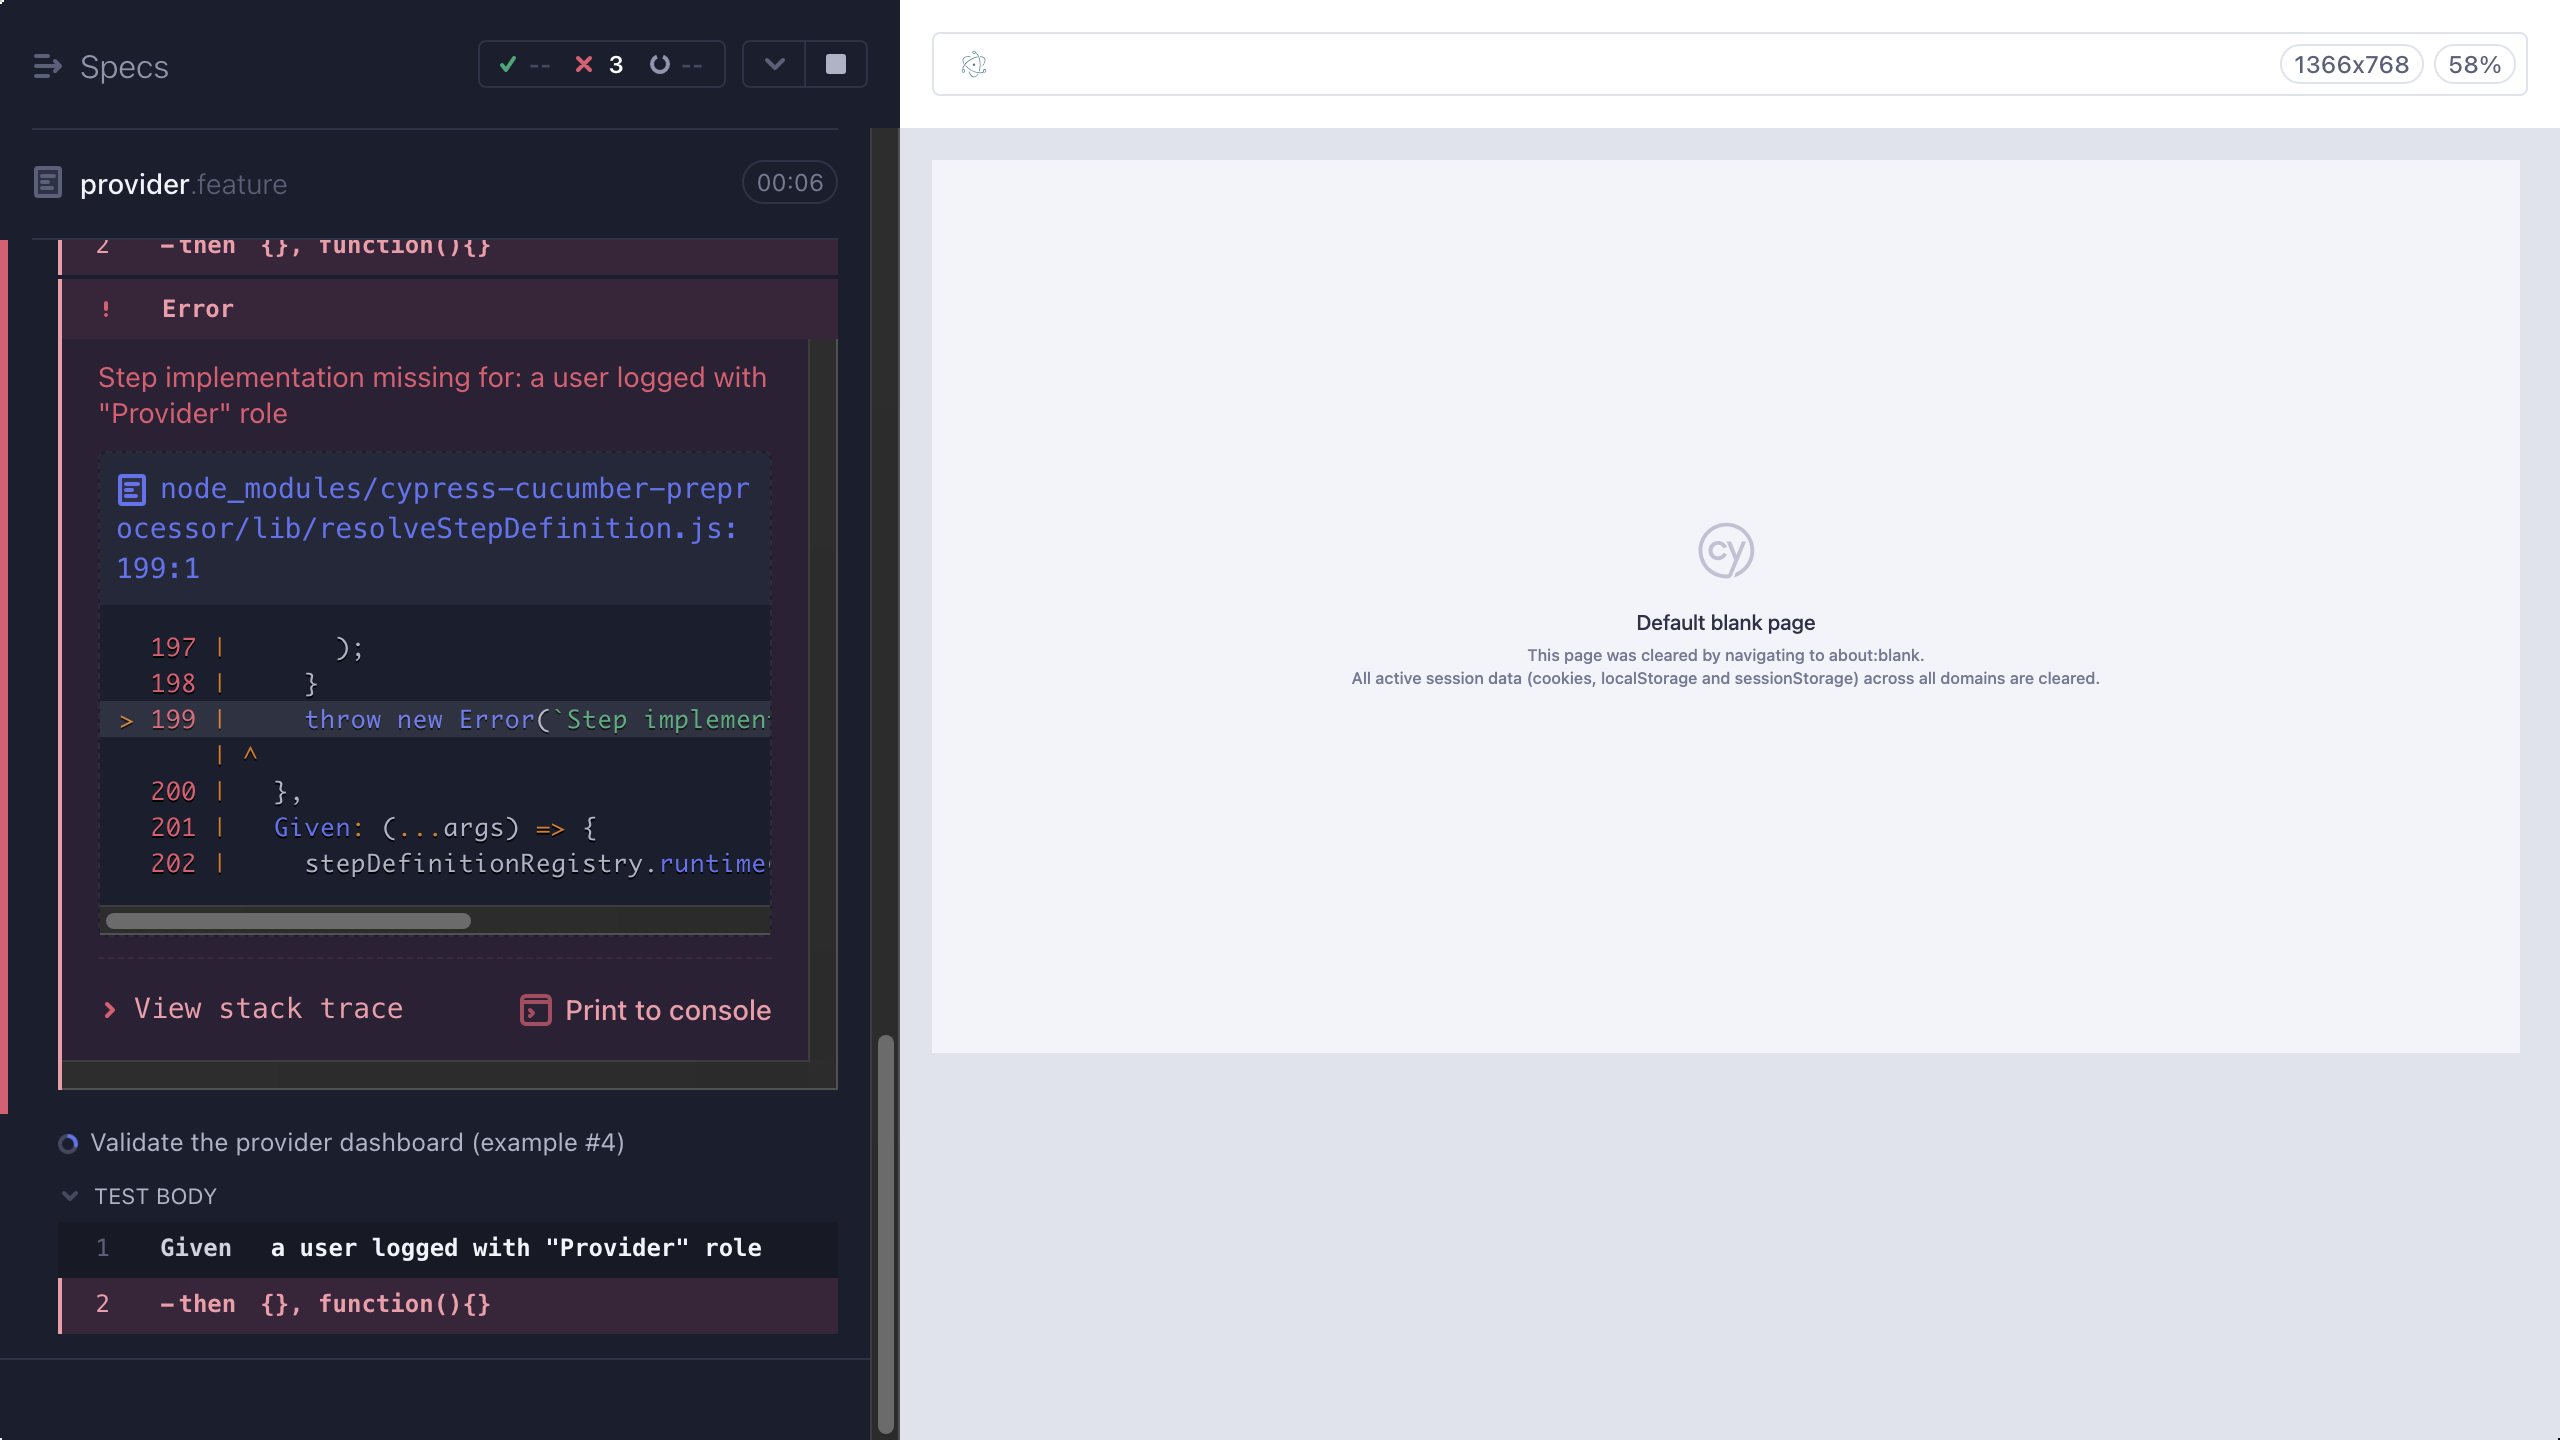 Specs
-- 3 --
1366x768 58%
provider.feature 00:06
2 -then {}, function(){}
! Error
Step implementation missing for: a user logged with
"Provider" role
node_modules/cypress-cucumber-prepr
ocessor/lib/resolveStepDefinition.js:
199:1
197 | );
198 | }
> 199 | throw new Error(`Step implement
| ^
200 | },
201 | Given: (...args) => {
202 | stepDefinitionRegistry.runtime(
View stack trace Print to console
Validate the provider dashboard (example #4)
TEST BODY
1 Given a user logged with "Provider" role
2 -then {}, function(){}
cy
Default blank page
This page was cleared by navigating to about:blank.
All active session data (cookies, localStorage and sessionStorage) across all domains are cleared.